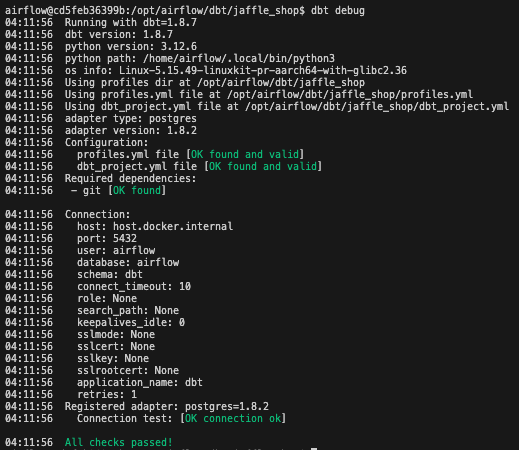 airflow@cd5feb36399b:/opt/airflow/dbt/jaffle_shop$ dbt debug
04:11:56  Running with dbt=1.8.7
04:11:56  dbt version: 1.8.7
04:11:56  python version: 3.12.6
04:11:56  python path: /home/airflow/.local/bin/python3
04:11:56  os info: Linux-5.15.49-linuxkit-pr-aarch64-with-glibc2.36
04:11:56  Using profiles dir at /opt/airflow/dbt/jaffle_shop
04:11:56  Using profiles.yml file at /opt/airflow/dbt/jaffle_shop/profiles.yml
04:11:56  Using dbt_project.yml file at /opt/airflow/dbt/jaffle_shop/dbt_project.yml
04:11:56  adapter type: postgres
04:11:56  adapter version: 1.8.2
04:11:56  Configuration:
04:11:56    profiles.yml file [OK found and valid]
04:11:56    dbt_project.yml file [OK found and valid]
04:11:56  Required dependencies:
04:11:56   - git [OK found]
04:11:56  Connection:
04:11:56    host: host.docker.internal
04:11:56    port: 5432
04:11:56    user: airflow
04:11:56    database: airflow
04:11:56    schema: dbt
04:11:56    connect_timeout: 10
04:11:56    role: None
04:11:56    search_path: None
04:11:56    keepalives_idle: 0
04:11:56    sslmode: None
04:11:56    sslcert: None
04:11:56    sslkey: None
04:11:56    sslrootcert: None
04:11:56    application_name: dbt
04:11:56    retries: 1
04:11:56  Registered adapter: postgres=1.8.2
04:11:56    Connection test: [OK connection ok]
04:11:56  All checks passed!